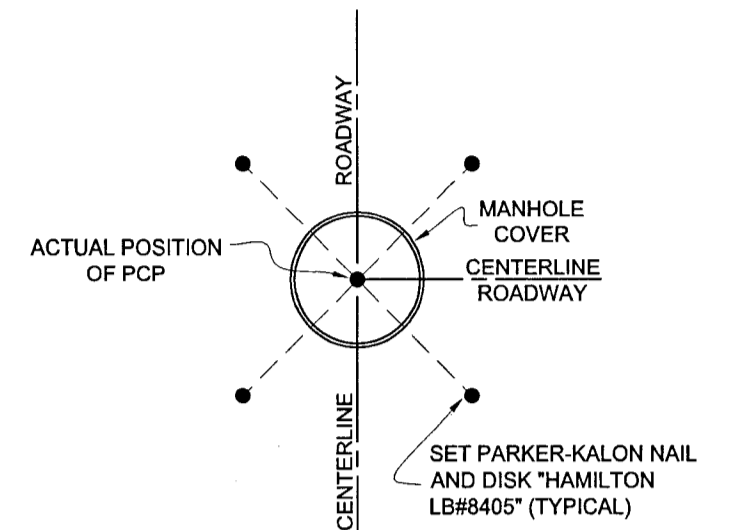 ROADWAY
MANHOLE
COVER
ACTUAL POSITION
OF PCP
CENTERLINE
ROADWAY
CENTERLINE
SET PARKER-KALON NAIL
AND DISK "HAMILTON
LB#8405" (TYPICAL)